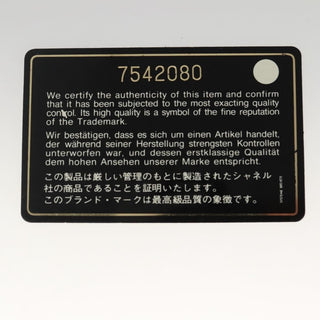 7542080
We certify the authenticity of this item and confirm
that it has been subjected to the most exacting quality
control. Its high quality is a symbol of the fine reputation
of the Trademark.
Wir bestätigen, dass es sich um einen Artikel handelt,
der während seiner Herstellung strengsten Kontrollen
unterworfen war, und dessen erstklassige Qualität
dem hohen Ansehen unserer Marke entspricht.
この製品は厳しい管理のもとに製造されたシャネル
社の商品であることを証明いたします。
このブランド・マークは最高級品質の象徴です。